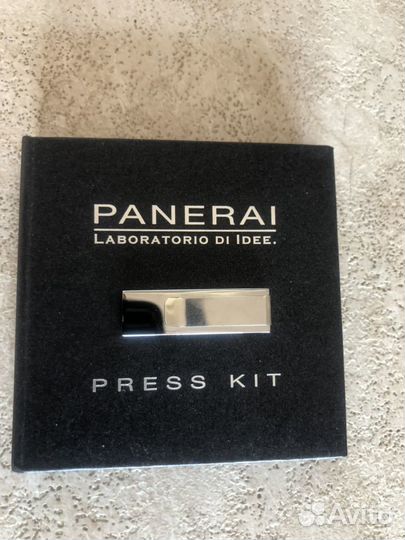 PANERAI
LABORATORIO DI IDEE.
PRESS KIT
Avito